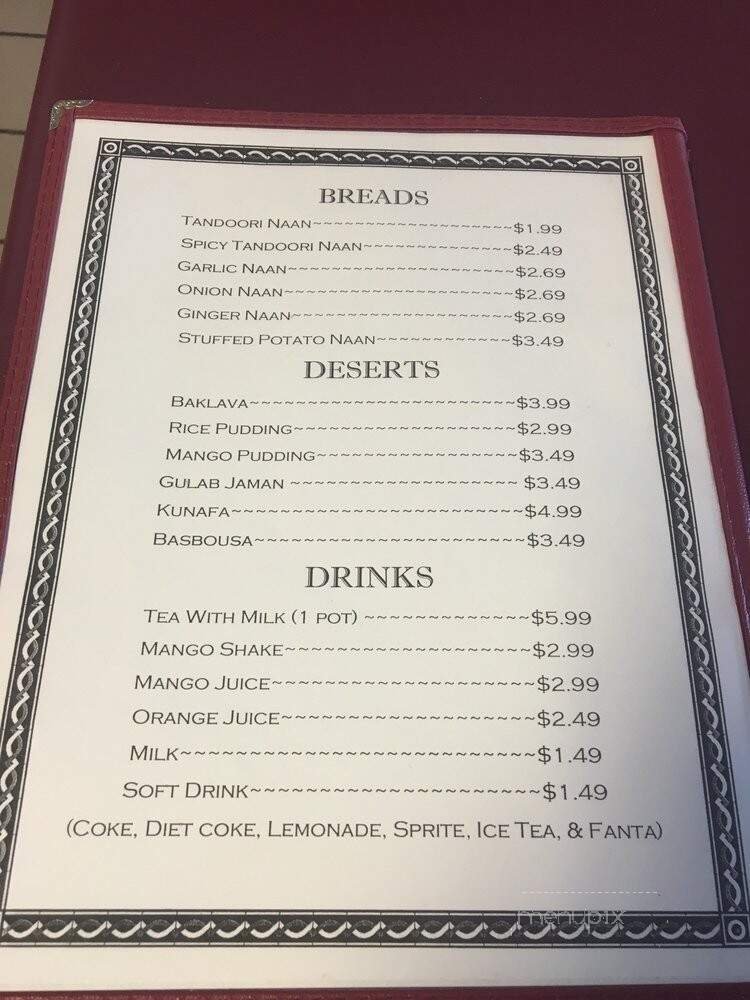 BREADS
TANDOORI NAAN~~~~~~~~~~~~~~~~~~~$1.99
SPICY TANDOORI NAAN~~~~~~~~~~~~~~$2.49
GARLIC NAAN~~~~~~~~~~~~~~~~~~~~~$2.69
ONION NAAN~~~~~~~~~~~~~~~~~~~~~$2.69
GINGER NAAN~~~~~~~~~~~~~~~~~~~~$2.69
STUFFED POTATO NAAN~~~~~~~~~~~~$3.49
DESERTS
BAKLAVA~~~~~~~~~~~~~~~~~~~~~~~$3.99
RICE PUDDING~~~~~~~~~~~~~~~~~~~$2.99
MANGO PUDDING~~~~~~~~~~~~~~~~~$3.49
GULAB JAMAN ~~~~~~~~~~~~~~~~~~~ $3.49
KUNAFA~~~~~~~~~~~~~~~~~~~~~~~~$4.99
BASBOUSA~~~~~~~~~~~~~~~~~~~~~~$3.49
DRINKS
TEA WITH MILK (1 POT) ~~~~~~~~~~~~~$5.99
MANGO SHAKE~~~~~~~~~~~~~~~~~~~$2.99
MANGO JUICE~~~~~~~~~~~~~~~~~~~~$2.99
ORANGE JUICE~~~~~~~~~~~~~~~~~~~$2.49
MILK~~~~~~~~~~~~~~~~~~~~~~~~~~$1.49
SOFT DRINK~~~~~~~~~~~~~~~~~~~~~$1.49
(COKE, DIET COKE, LEMONADE, SPRITE, ICE TEA, & FANTA)
menupix